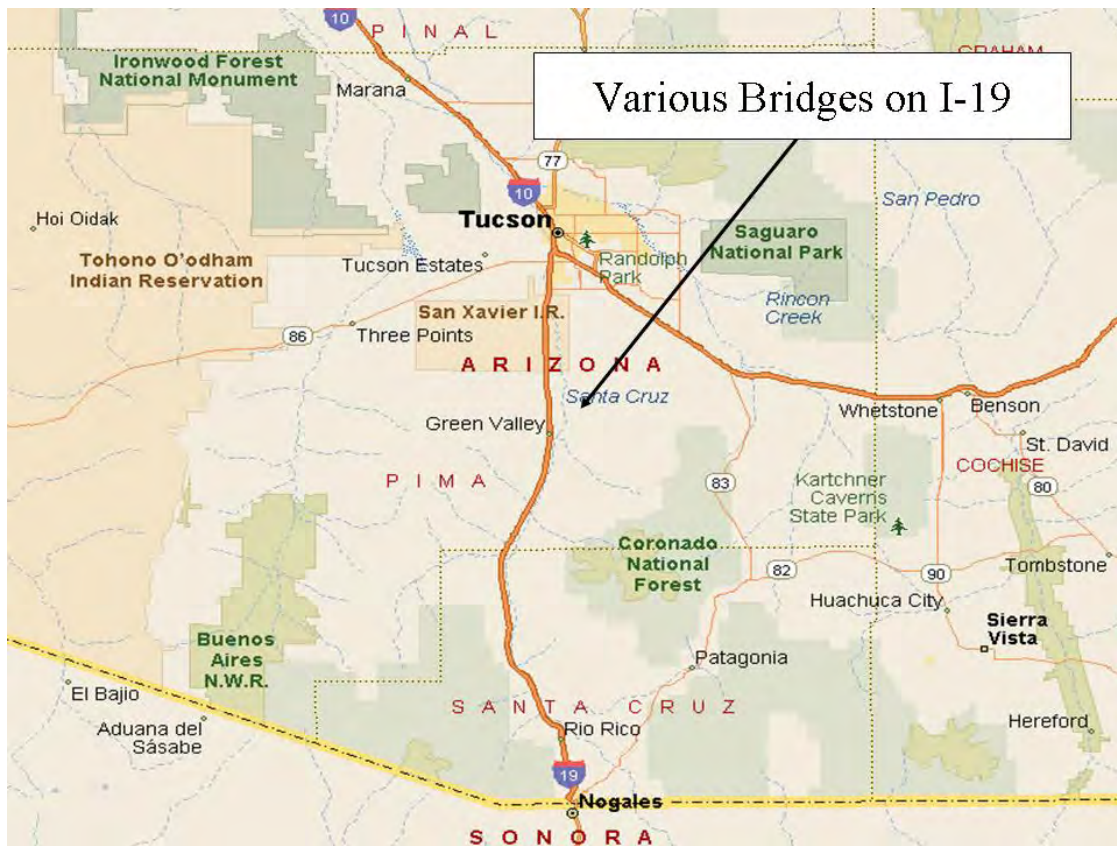 10
PINAL
GRAHAM
Ironwood Forest
National Monument
Marana
Various Bridges on I-19
77
10
San Pedro
Hoi Oidak
Tucson
Saguaro
National Park
Tohono O'odham
Indian Reservation
Tucson Estates
Randolph
Park
Rincon
Creek
San Xavier I.R.
86
Three Points
ARIZONA
Santa Cruz
Whetstone
Benson
Green Valley
St. David
COCHISE
PIMA
83
Kartchner
Caverns
State Park
80
Coronado
National
Forest
82
90
Tombstone
Huachuca City
Sierra
Vista
Buenos
Aires
N.W.R.
Patagonia
El Bajio
SANTA CRUZ
Aduana del
Sásabe
Rio Rico
Hereford
19
Nogales
SONORA